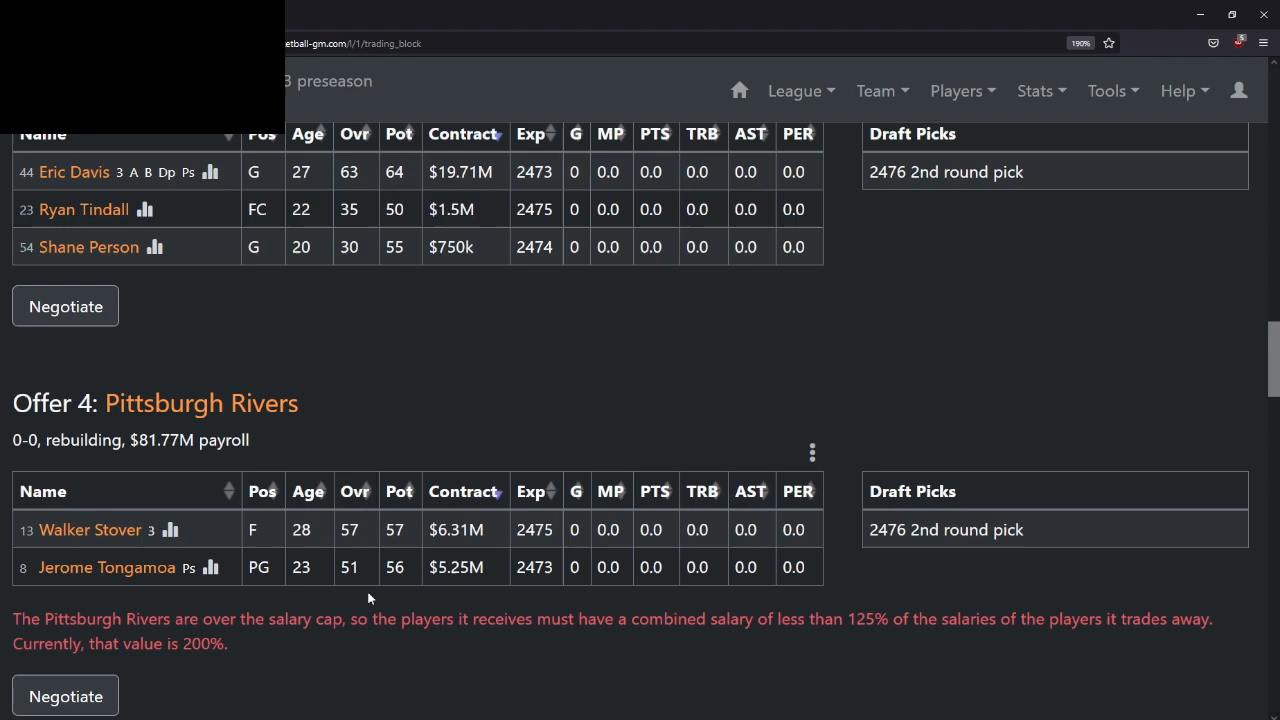 etball-gm.com/l/1/trading_block 190% 5
3 preseason League Team Players Stats Tools Help
Name Pos Age Ovr Pot Contract Exp G MP PTS TRB AST PER Draft Picks
44 Eric Davis 3 A B Dp Ps G 27 63 64 $19.71M 2473 0 0.0 0.0 0.0 0.0 0.0 2476 2nd round pick
23 Ryan Tindall FC 22 35 50 $1.5M 2475 0 0.0 0.0 0.0 0.0 0.0
54 Shane Person G 20 30 55 $750k 2474 0 0.0 0.0 0.0 0.0 0.0
Negotiate
Offer 4: Pittsburgh Rivers
0-0, rebuilding, $81.77M payroll
Name Pos Age Ovr Pot Contract Exp G MP PTS TRB AST PER Draft Picks
13 Walker Stover 3 F 28 57 57 $6.31M 2475 0 0.0 0.0 0.0 0.0 0.0 2476 2nd round pick
8 Jerome Tongamoa Ps PG 23 51 56 $5.25M 2473 0 0.0 0.0 0.0 0.0 0.0
The Pittsburgh Rivers are over the salary cap, so the players it receives must have a combined salary of less than 125% of the salaries of the players it trades away.
Currently, that value is 200%.
Negotiate